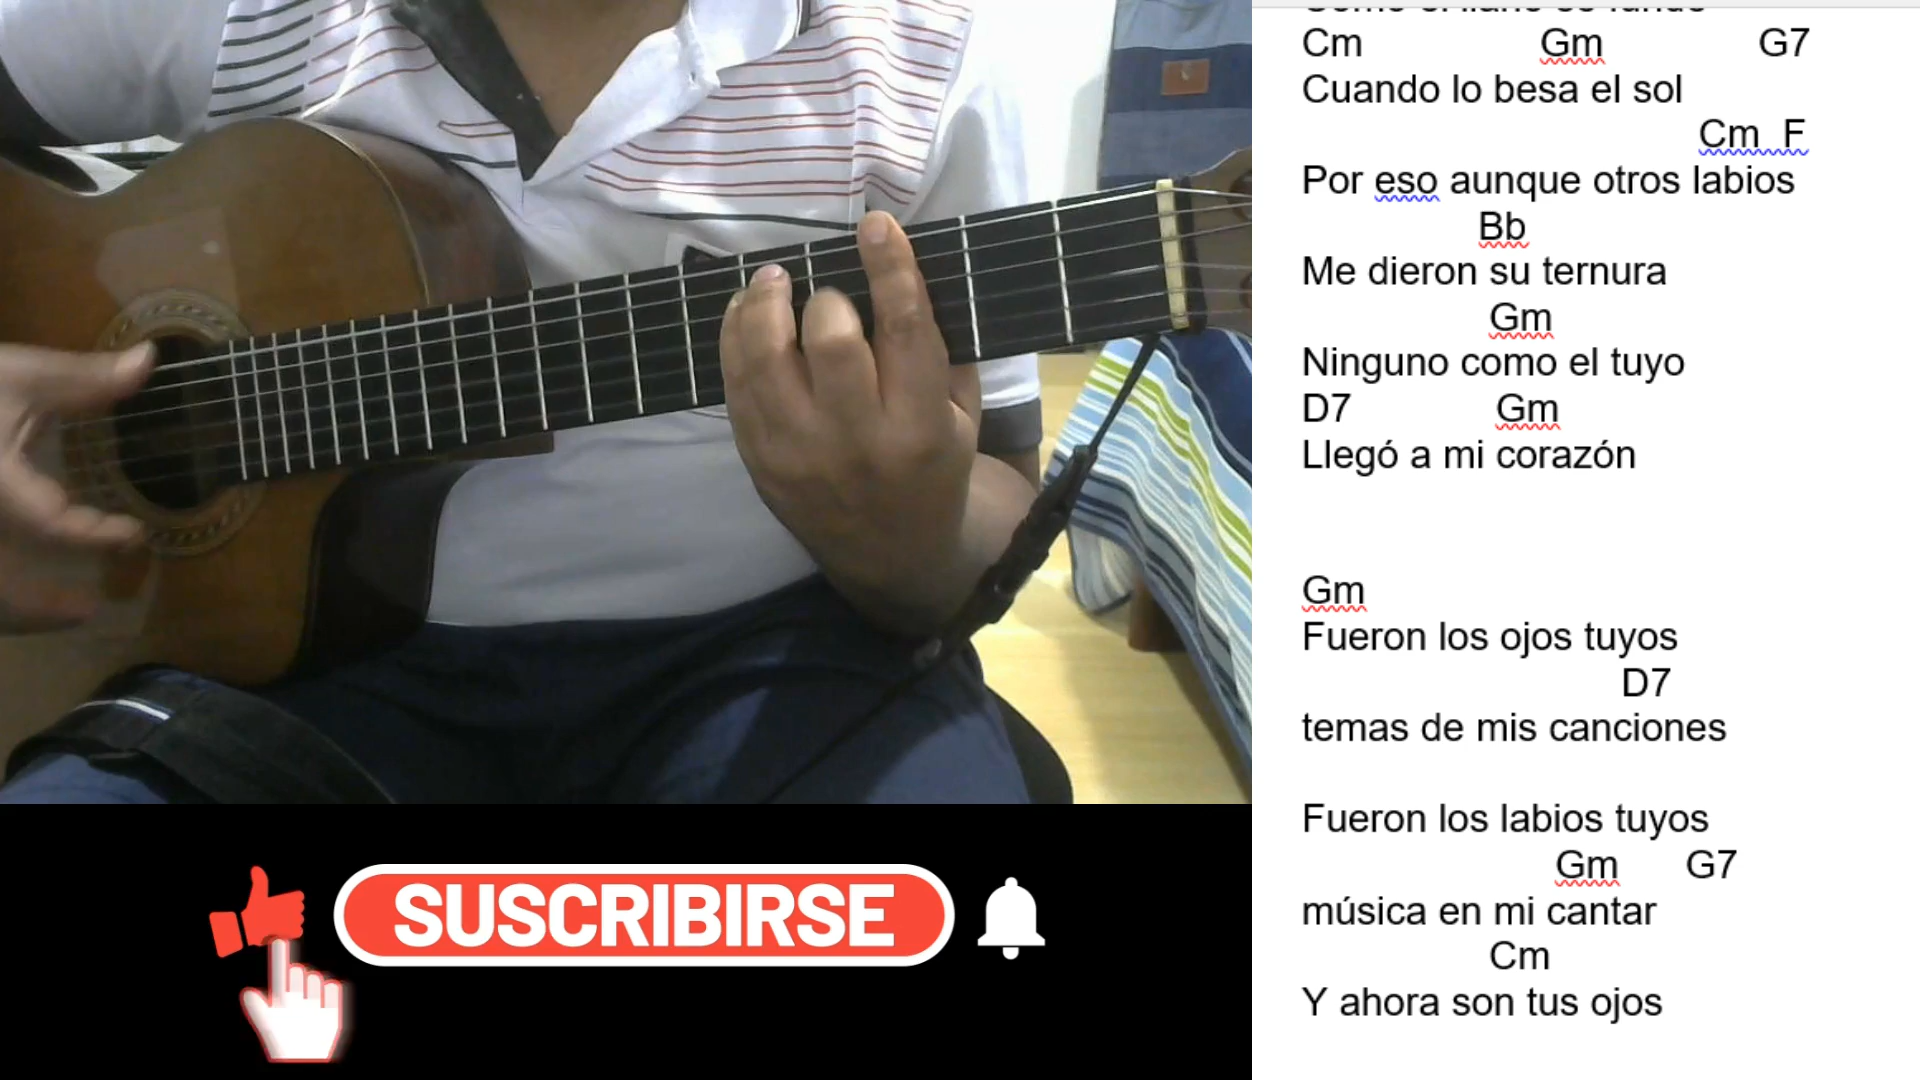 Cm Gm G7
Cuando lo besa el sol
Cm F
Por eso aunque otros labios
Bb
Me dieron su ternura
Gm
Ninguno como el tuyo
D7 Gm
Llegó a mi corazón
Gm
Fueron los ojos tuyos
D7
temas de mis canciones
Fueron los labios tuyos
Gm G7
música en mi cantar
Cm
Y ahora son tus ojos
SUSCRIBIRSE